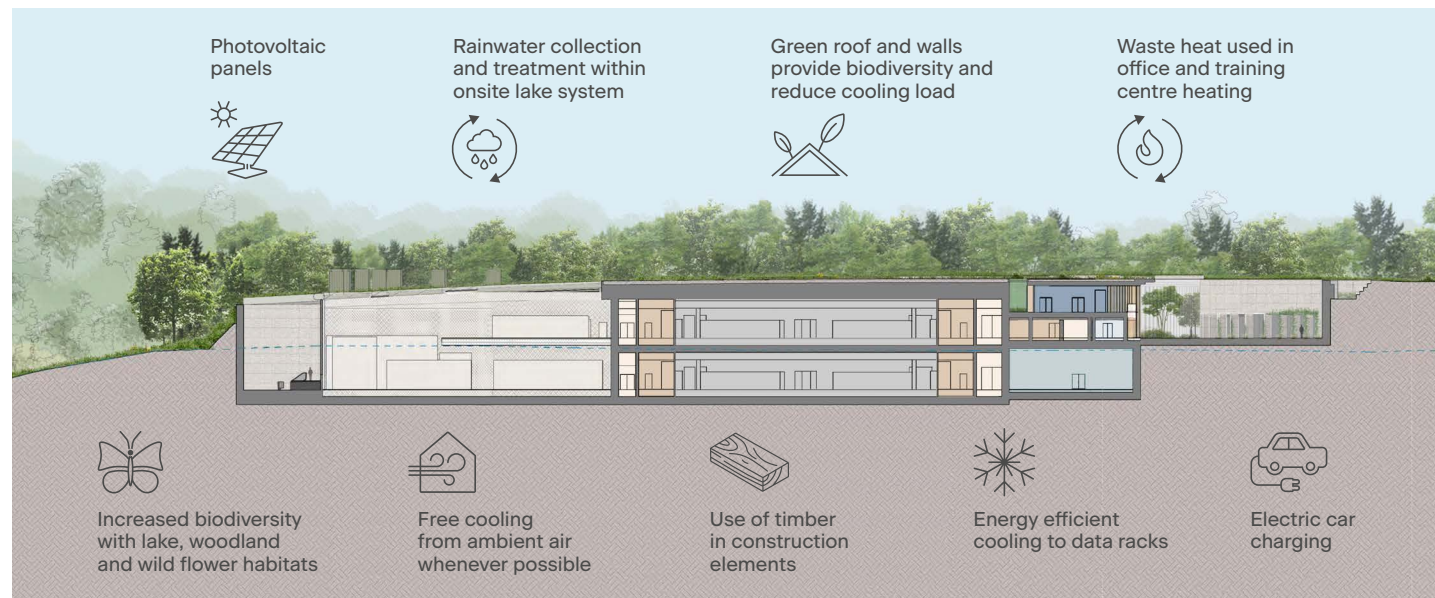 Photovoltaic
panels
Rainwater collection
and treatment within
onsite lake system
Green roof and walls
provide biodiversity and
reduce cooling load
Waste heat used in
office and training
centre heating
Increased biodiversity
with lake, woodland
and wild flower habitats
Free cooling
from ambient air
whenever possible
Use of timber
in construction
elements
Energy efficient
cooling to data racks
Electric car
charging